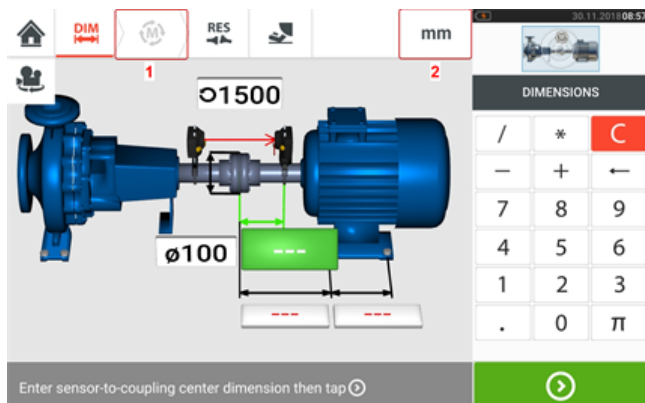 DIM
M
RES
mm
30.11.2018 08:57
1
2
1500
DIMENSIONS
/ * C
− + ←
7 8 9
ø100
---
4 5 6
1 2 3
--- ---
. 0 π
Enter sensor-to-coupling center dimension then tap